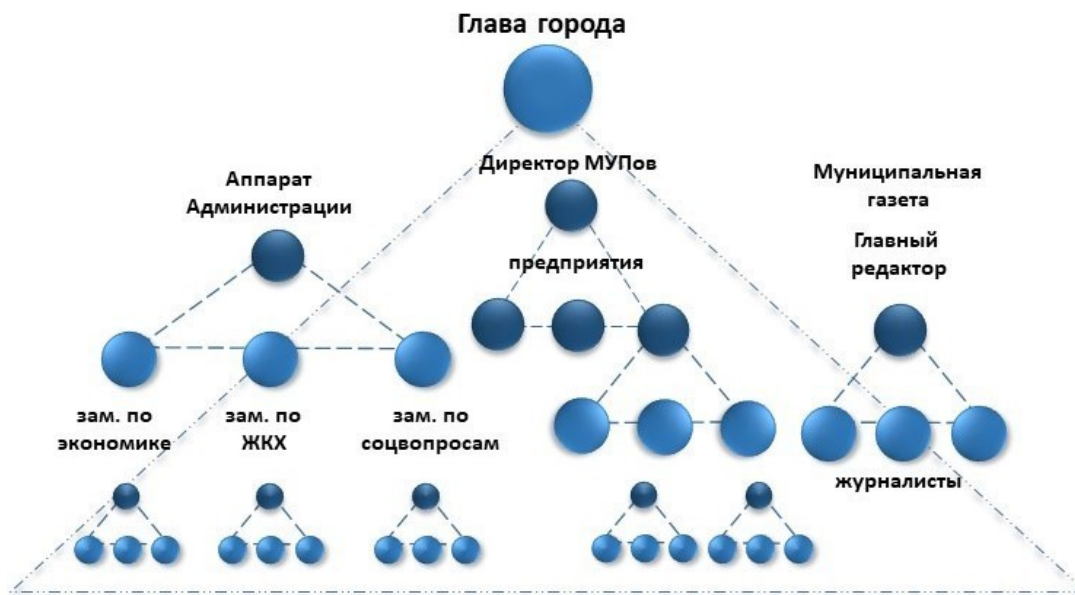 Глава города
Директор МУПов
Аппарат
Администрации
Муниципальная
газета
Главный
редактор
предприятия
зам. по
экономике
зам. по
ЖКХ
зам. по
соцвопросам
журналисты